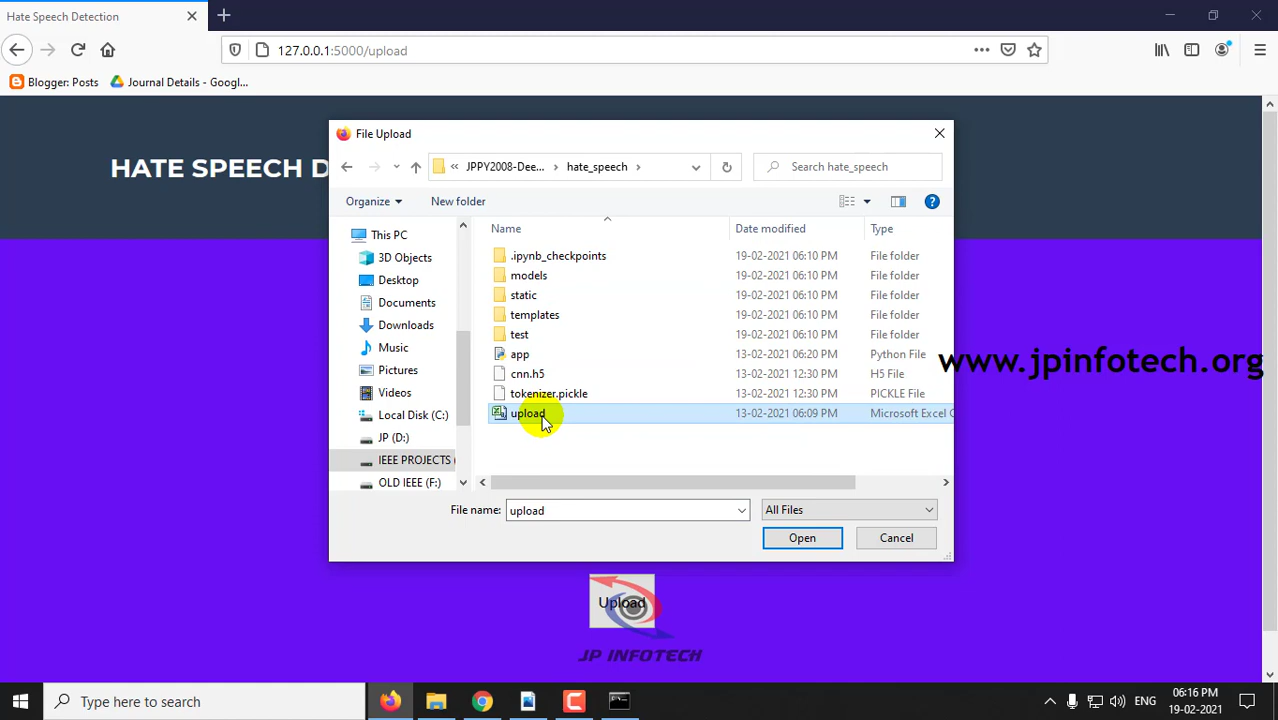 Hate Speech Detection
127.0.0.1:5000/upload
Blogger: Posts
Journal Details - Googl...
HATE SPEECH D
File Upload
« JPPY2008-Dee... › hate_speech ›
Search hate_speech
Organize
New folder
This PC
3D Objects
Desktop
Documents
Downloads
Music
Pictures
Videos
Local Disk (C:)
JP (D:)
IEEE PROJECTS (
OLD IEEE (F:)
Name Date modified Type
.ipynb_checkpoints 19-02-2021 06:10 PM File folder
models 19-02-2021 06:10 PM File folder
static 19-02-2021 06:10 PM File folder
templates 19-02-2021 06:10 PM File folder
test 19-02-2021 06:10 PM File folder
app 13-02-2021 06:20 PM Python File
cnn.h5 13-02-2021 12:30 PM H5 File
tokenizer.pickle 13-02-2021 12:30 PM PICKLE File
upload 13-02-2021 06:09 PM Microsoft Excel C
www.jpinfotech.org
File name: upload
All Files
Open
Cancel
Upload
JP INFOTECH
Type here to search
ENG
06:16 PM
19-02-2021